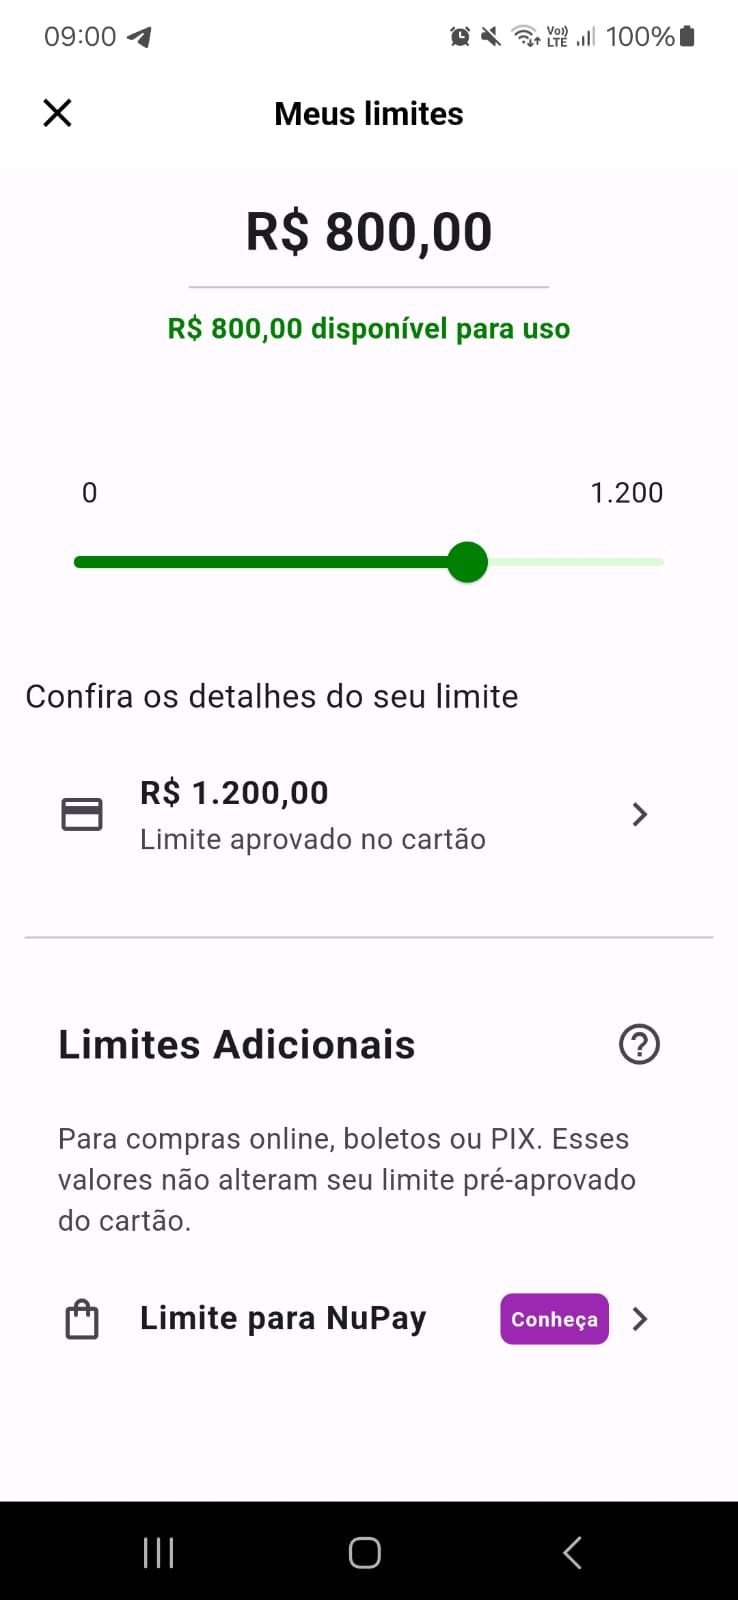 09:00 Vo)) LTE 100%
Meus limites
R$ 800,00
R$ 800,00 disponível para uso
0 1.200
Confira os detalhes do seu limite
R$ 1.200,00
Limite aprovado no cartão
Limites Adicionais
Para compras online, boletos ou PIX. Esses
valores não alteram seu limite pré-aprovado
do cartão.
Limite para NuPay Conheça